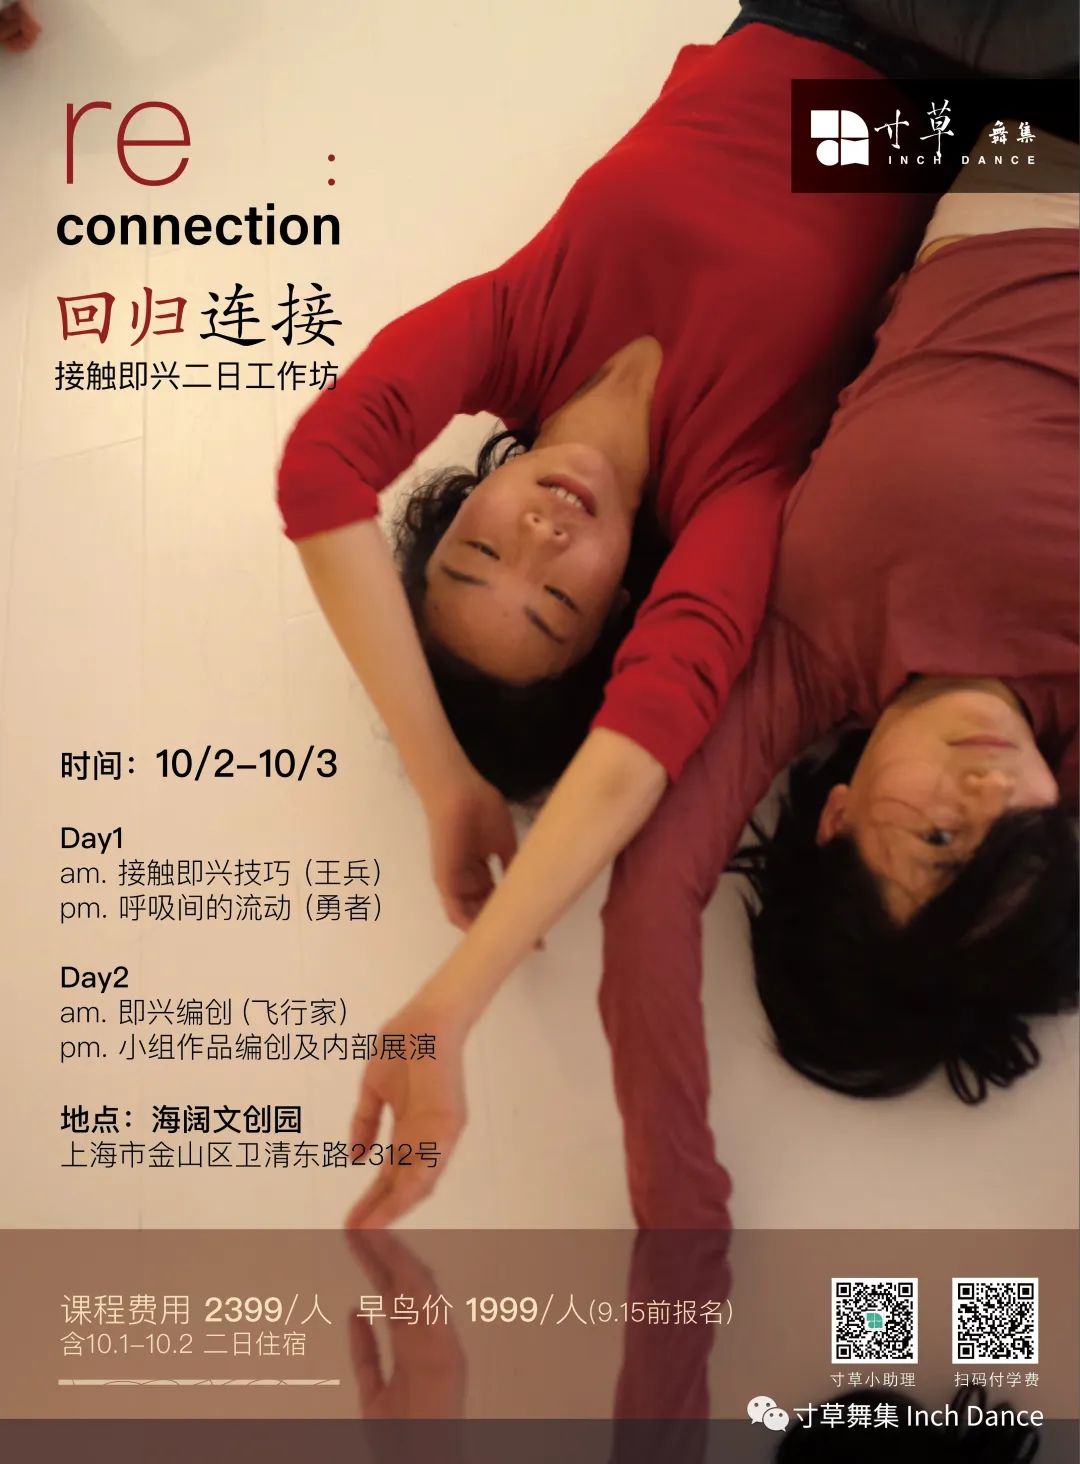 re:
connection
回归连接
接触即兴二日工作坊
寸草 舞集
INCH DANCE
时间：10/2-10/3
Day1
am. 接触即兴技巧（王兵）
pm. 呼吸间的流动（勇者）
Day2
am. 即兴编创（飞行家）
pm. 小组作品编创及内部展演
地点：海阔文创园
上海市金山区卫清东路2312号
课程费用 2399/人 早鸟价 1999/人(9.15前报名)
含10.1-10.2 二日住宿
寸草小助理
扫码付学费
寸草舞集 Inch Dance